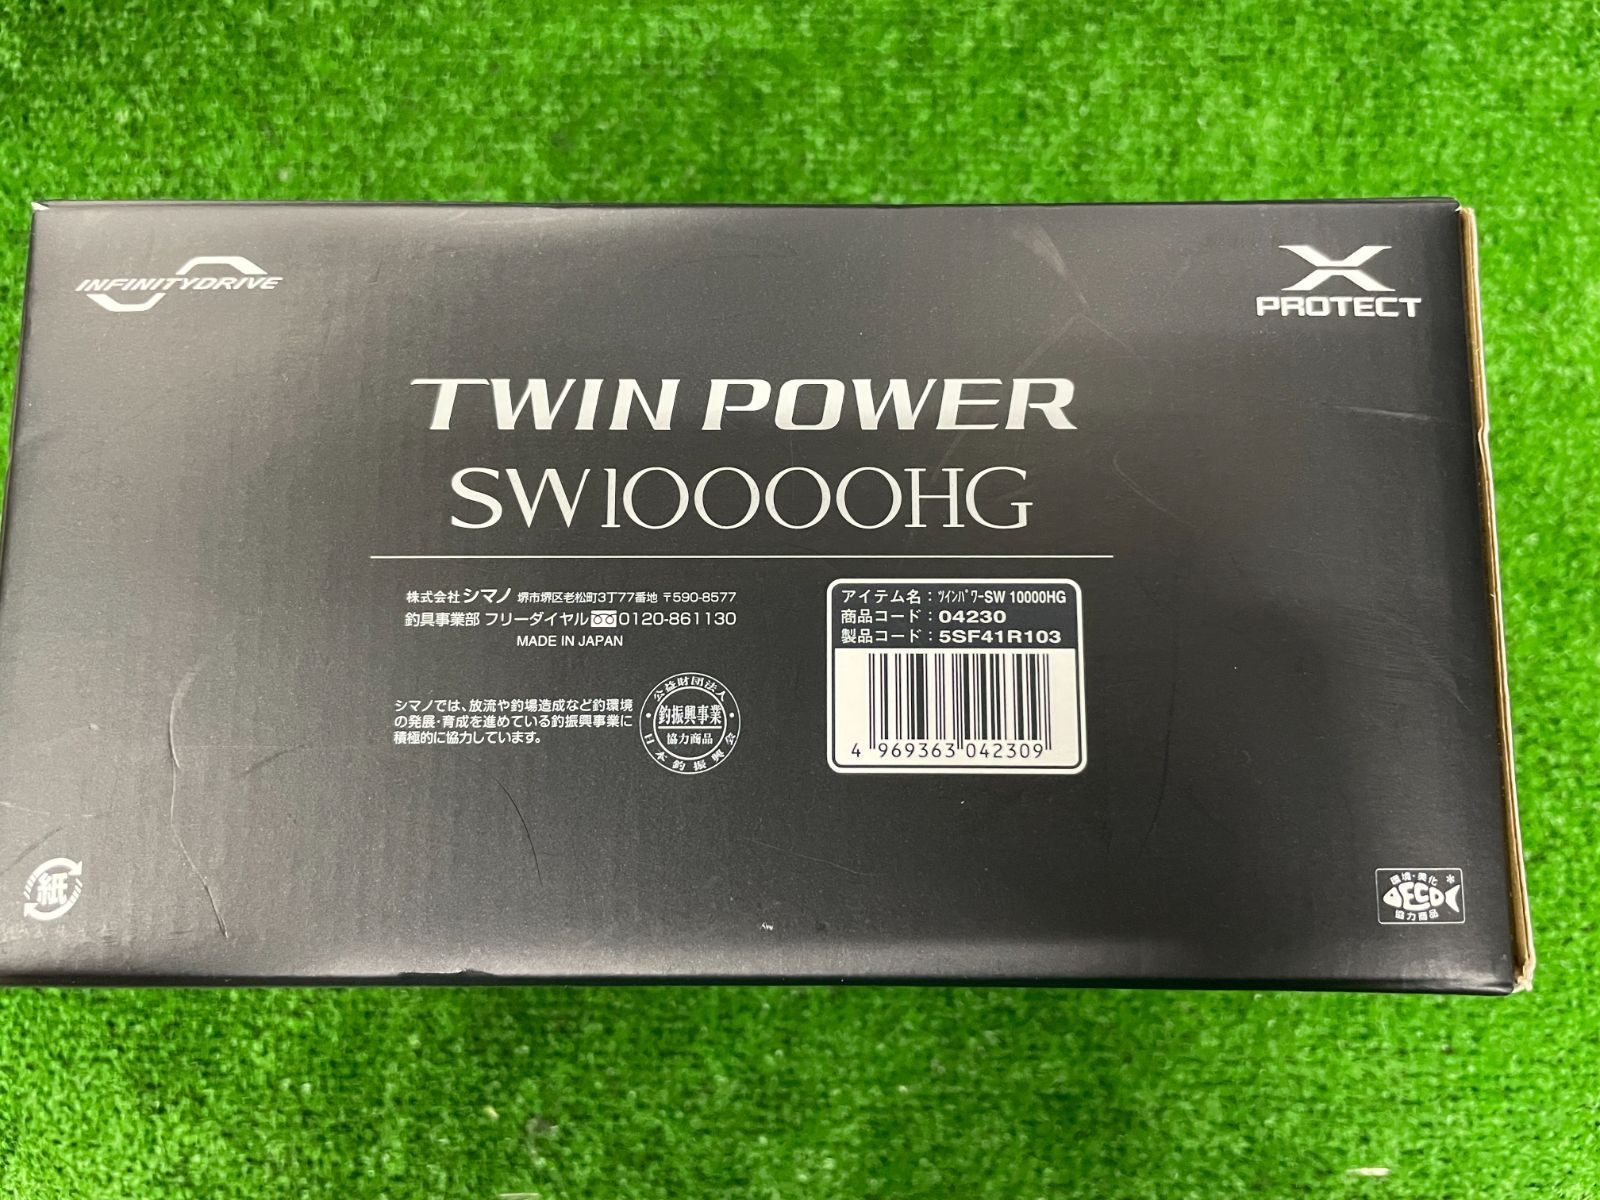 INFINITYDRIVE
X PROTECT
TWIN POWER
SW10000HG
株式会社シマノ 堺市堺区老松町3丁77番地 〒590-8577
釣具事業部 フリーダイヤル 0120-861130
MADE IN JAPAN
シマノでは、放流や釣場造成など釣環境
の発展・育成を進めている釣振興事業に
積極的に協力しています。
公益財団法人
釣振興事業
協力商品
日本釣振興会
アイテム名：ﾂｲﾝﾊﾟﾜｰSW 10000HG
商品コード：04230
製品コード：5SF41R103
4 969363 042309
紙
環境・美化
DECO
協力商品